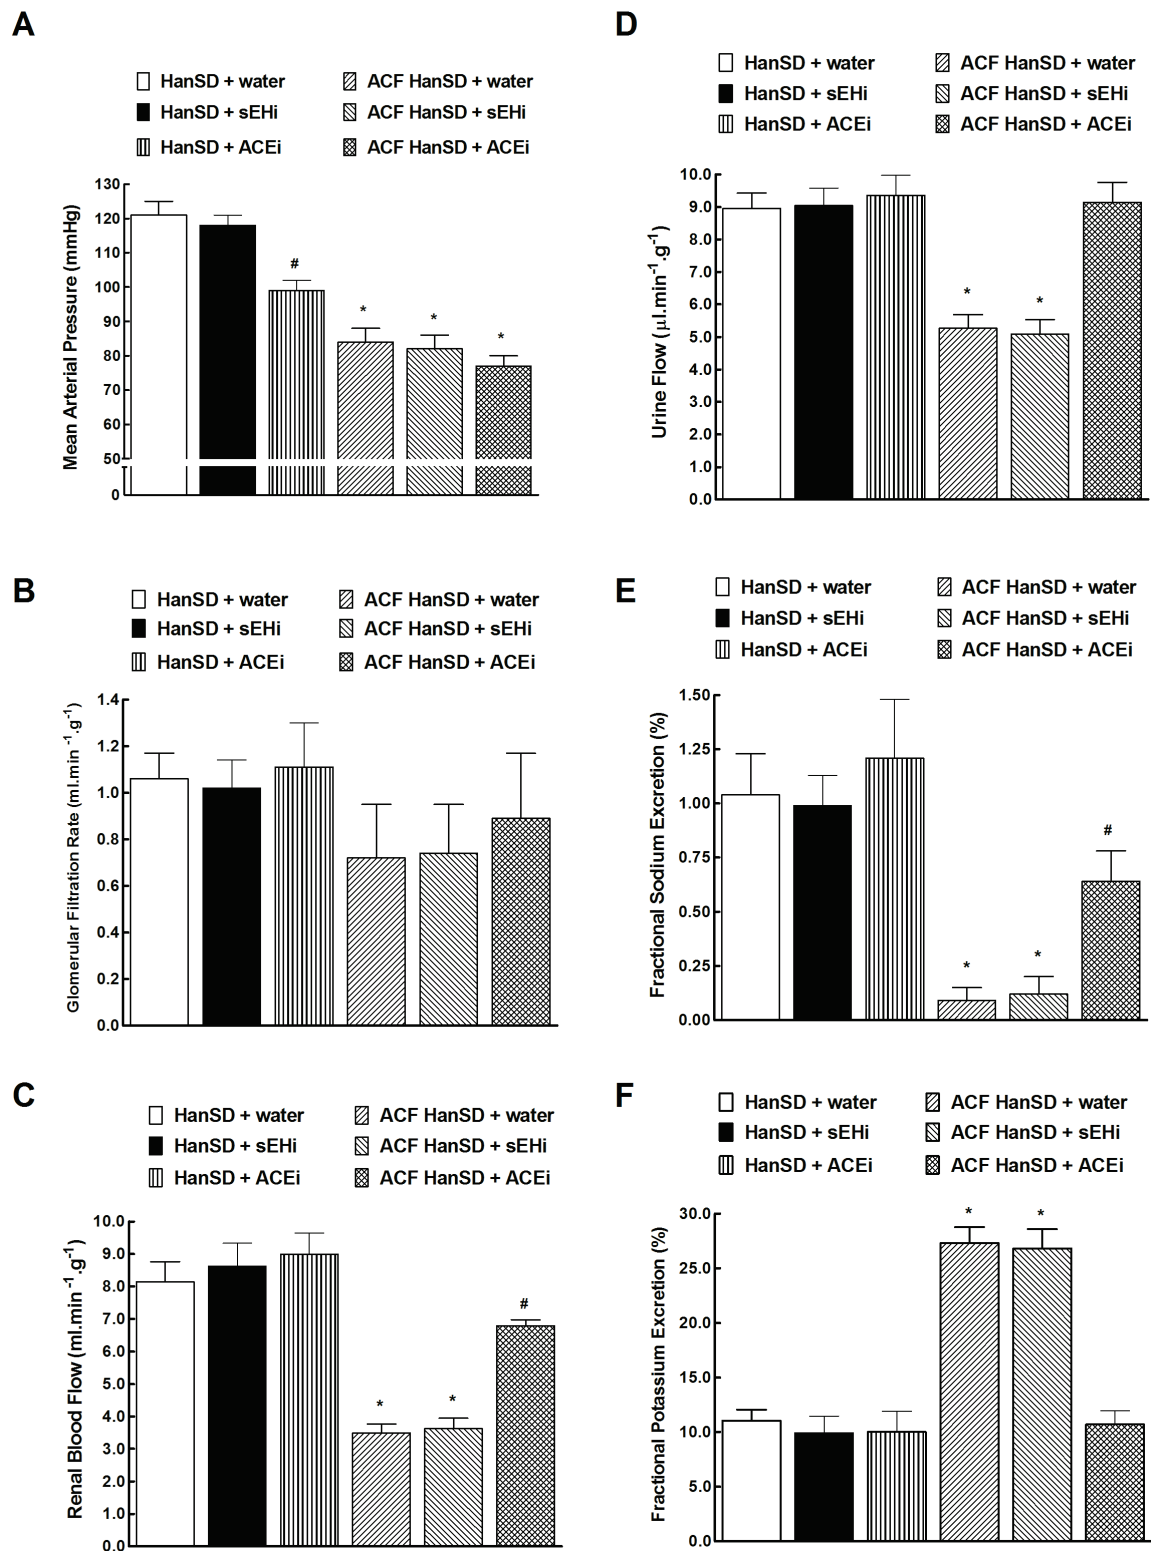 A
HanSD + water
ACF HanSD + water
HanSD + sEHi
ACF HanSD + sEHi
HanSD + ACEi
ACF HanSD + ACEi
Mean Arterial Pressure (mmHg)
130
120
110
100
90
80
70
60
50
0
#
*
*
*
B
HanSD + water
ACF HanSD + water
HanSD + sEHi
ACF HanSD + sEHi
HanSD + ACEi
ACF HanSD + ACEi
Glomerular Filtration Rate (ml.min⁻¹.g⁻¹)
1.4
1.2
1.0
0.8
0.6
0.4
0.2
0.0
C
HanSD + water
ACF HanSD + water
HanSD + sEHi
ACF HanSD + sEHi
HanSD + ACEi
ACF HanSD + ACEi
Renal Blood Flow (ml.min⁻¹.g⁻¹)
10.0
9.0
8.0
7.0
6.0
5.0
4.0
3.0
2.0
1.0
0.0
*
*
#
D
HanSD + water
ACF HanSD + water
HanSD + sEHi
ACF HanSD + sEHi
HanSD + ACEi
ACF HanSD + ACEi
Urine Flow (µl.min⁻¹.g⁻¹)
10.0
9.0
8.0
7.0
6.0
5.0
4.0
3.0
2.0
1.0
0.0
*
*
E
HanSD + water
ACF HanSD + water
HanSD + sEHi
ACF HanSD + sEHi
HanSD + ACEi
ACF HanSD + ACEi
Fractional Sodium Excretion (%)
1.50
1.25
1.00
0.75
0.50
0.25
0.00
*
*
#
F
HanSD + water
ACF HanSD + water
HanSD + sEHi
ACF HanSD + sEHi
HanSD + ACEi
ACF HanSD + ACEi
Fractional Potassium Excretion (%)
30.0
25.0
20.0
15.0
10.0
5.0
0.0
*
*